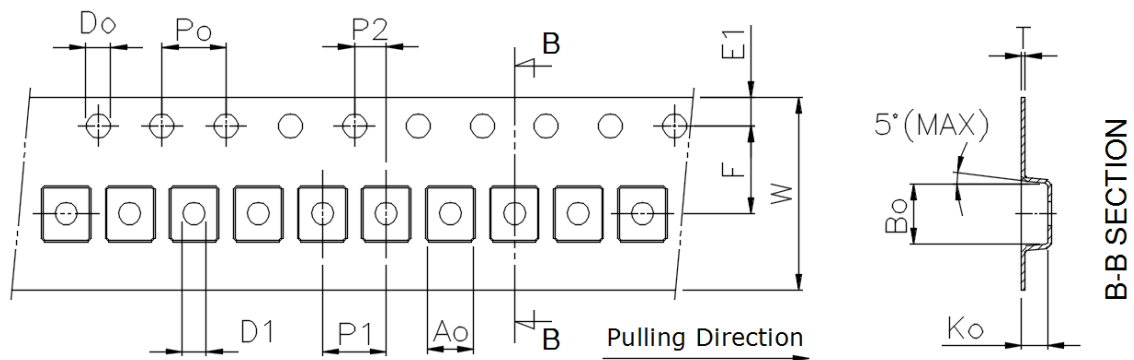 Do
Po
P2
B
E1
T
5°(MAX)
F
W
Bo
B-B SECTION
D1
P1
Ao
B
Pulling Direction
Ko